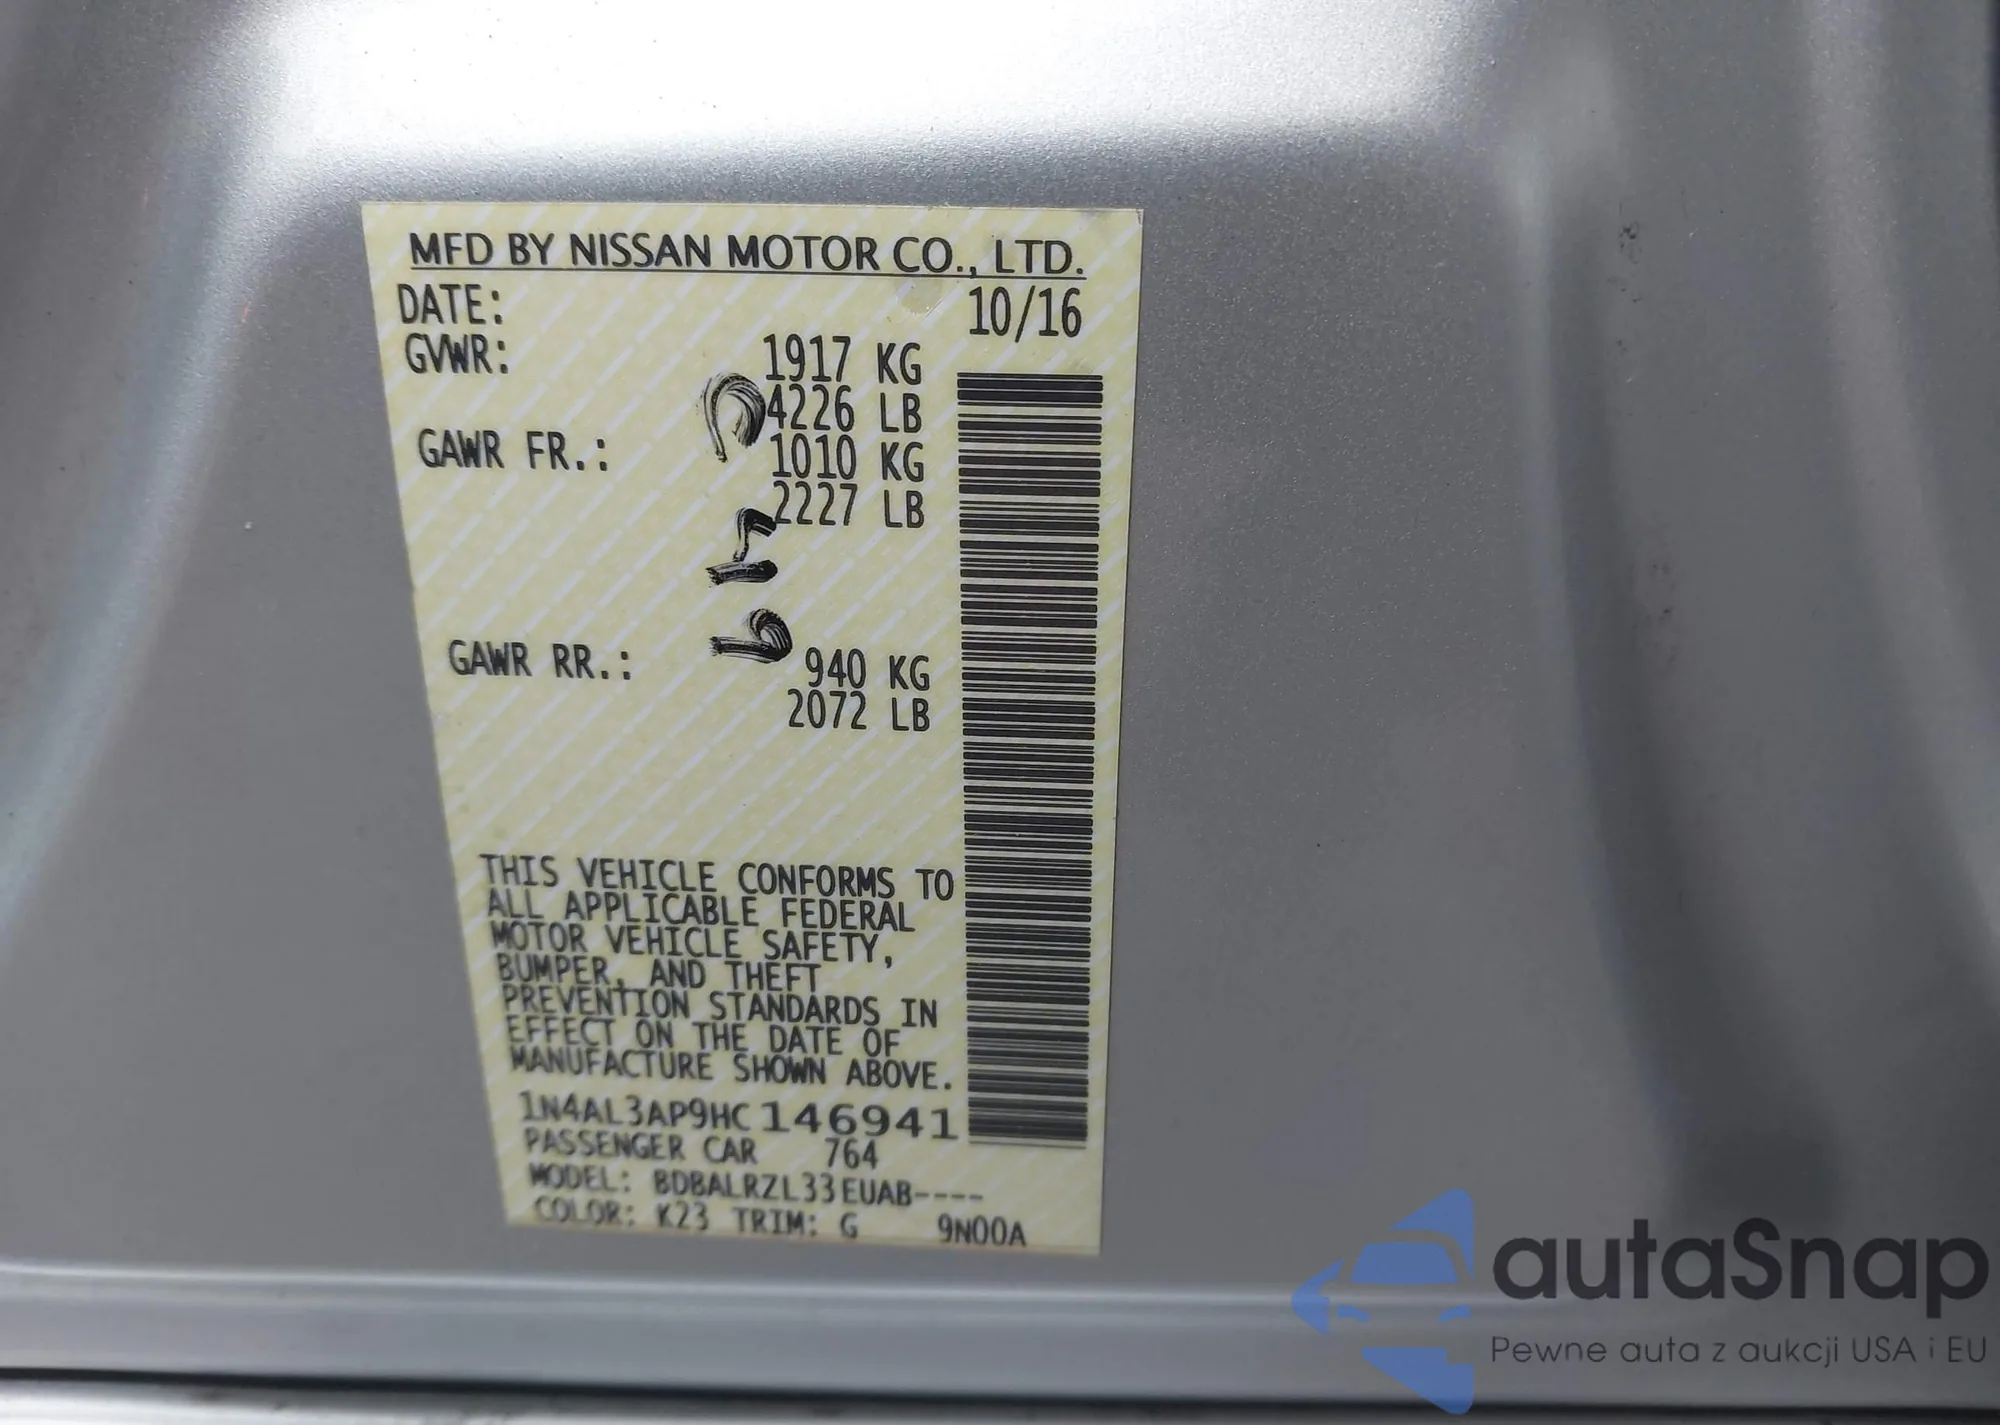 MFD BY NISSAN MOTOR CO., LTD.
DATE: 10/16
GVWR: 1917 KG
4226 LB
GAWR FR.: 1010 KG
2227 LB
GAWR RR.: 940 KG
2072 LB
THIS VEHICLE CONFORMS TO
ALL APPLICABLE FEDERAL
MOTOR VEHICLE SAFETY,
BUMPER, AND THEFT
PREVENTION STANDARDS IN
EFFECT ON THE DATE OF
MANUFACTURE SHOWN ABOVE.
1N4AL3AP9HC146941
PASSENGER CAR 764
MODEL: BDBALRZL33EUAB----
COLOR: K23 TRIM: G 9N00A
autaSnap
Pewne auta z aukcji USA i EU